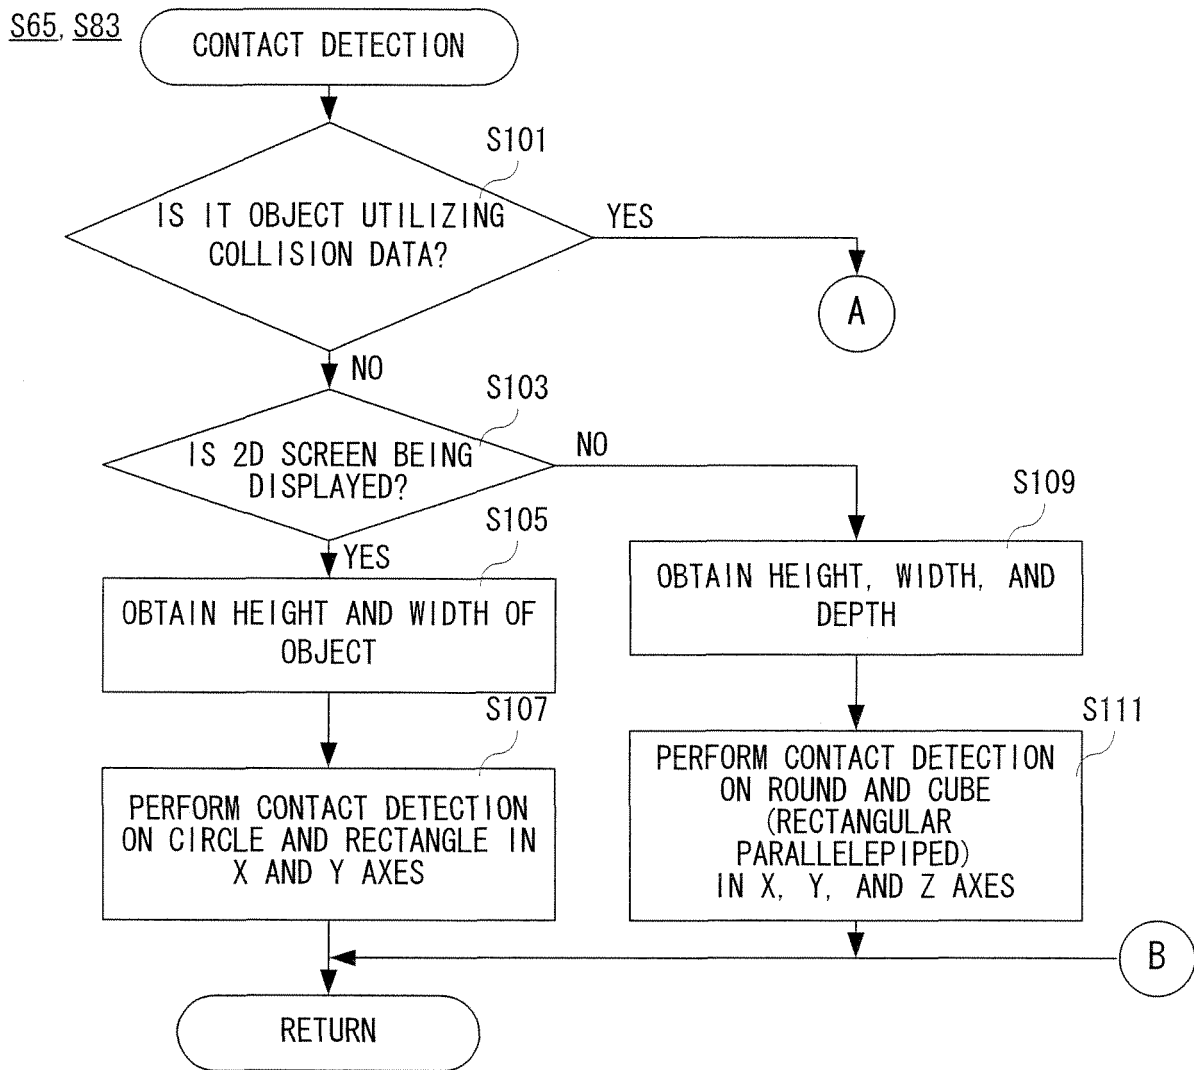 S65, S83
CONTACT DETECTION
S101
IS IT OBJECT UTILIZING
COLLISION DATA?
YES
A
NO
S103
IS 2D SCREEN BEING
DISPLAYED?
NO
S105
YES
OBTAIN HEIGHT AND WIDTH OF
OBJECT
S109
OBTAIN HEIGHT, WIDTH, AND
DEPTH
S107
PERFORM CONTACT DETECTION
ON CIRCLE AND RECTANGLE IN
X AND Y AXES
S111
PERFORM CONTACT DETECTION
ON ROUND AND CUBE
(RECTANGULAR
PARALLELEPIPED)
IN X, Y, AND Z AXES
B
RETURN